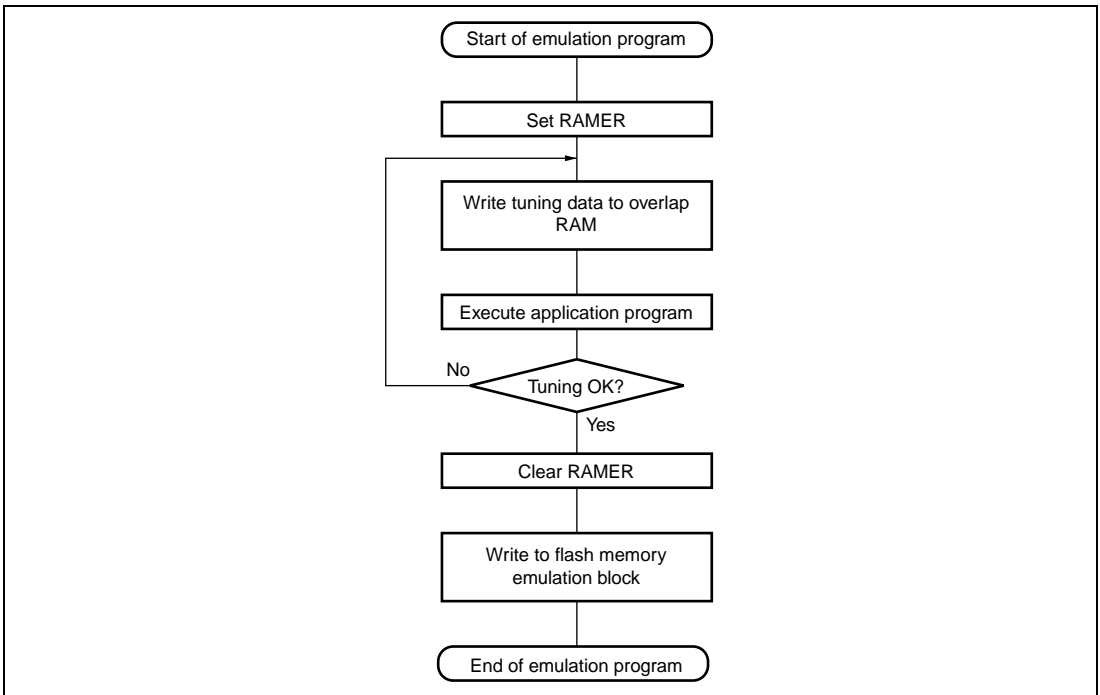 Start of emulation program
Set RAMER
Write tuning data to overlap
RAM
Execute application program
No
Tuning OK?
Yes
Clear RAMER
Write to flash memory
emulation block
End of emulation program